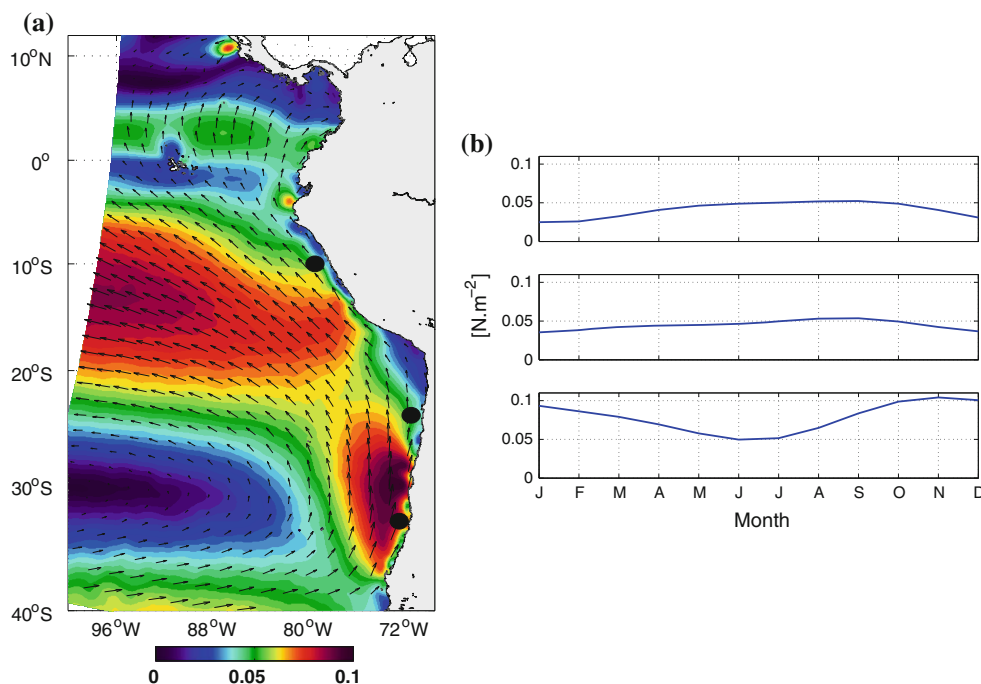 (a)
10°N
0°
10°S
20°S
30°S
40°S
96°W 88°W 80°W 72°W
0 0.05 0.1
(b)
0.1
0.05
0
0.1
0.05
0
0.1
0.05
0
[N.m⁻²]
J F M A M J J A S O N D
Month